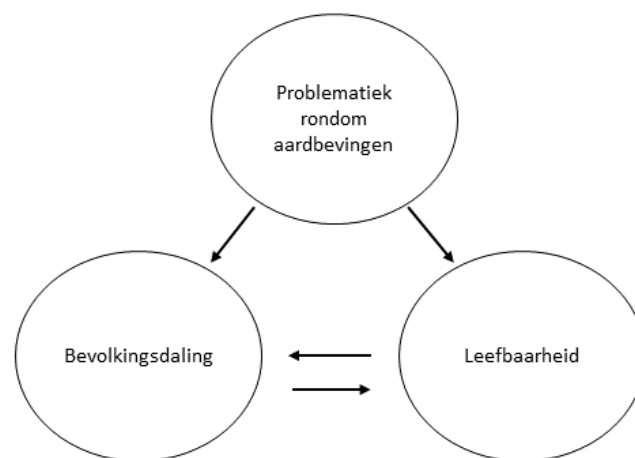 Problematiek
rondom
aardbevingen
Bevolkingsdaling
Leefbaarheid